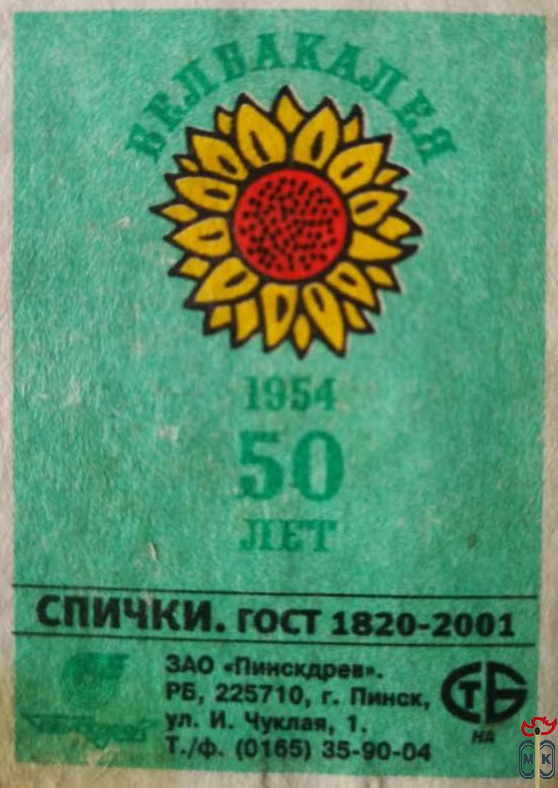 БЕЛБАКАЛЕЯ
1954
50
ЛЕТ
СПИЧКИ. ГОСТ 1820-2001
ЗАО «Пинскдрев».
РБ, 225710, г. Пинск,
ул. И. Чуклая, 1.
Т./ф. (0165) 35-90-04
СТБ
НА
МК